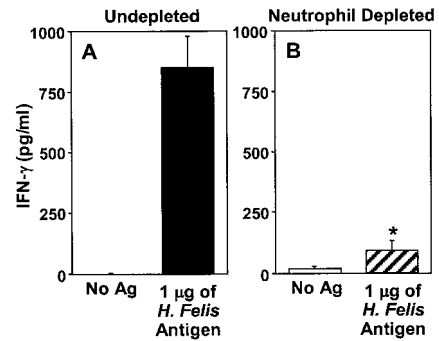 Undepleted
Neutrophil Depleted
A
B
IFN-γ (pg/ml)
1000
750
500
250
0
1000
750
500
250
0
*
No Ag
1 μg of
H. Felis
Antigen
No Ag
1 μg of
H. Felis
Antigen